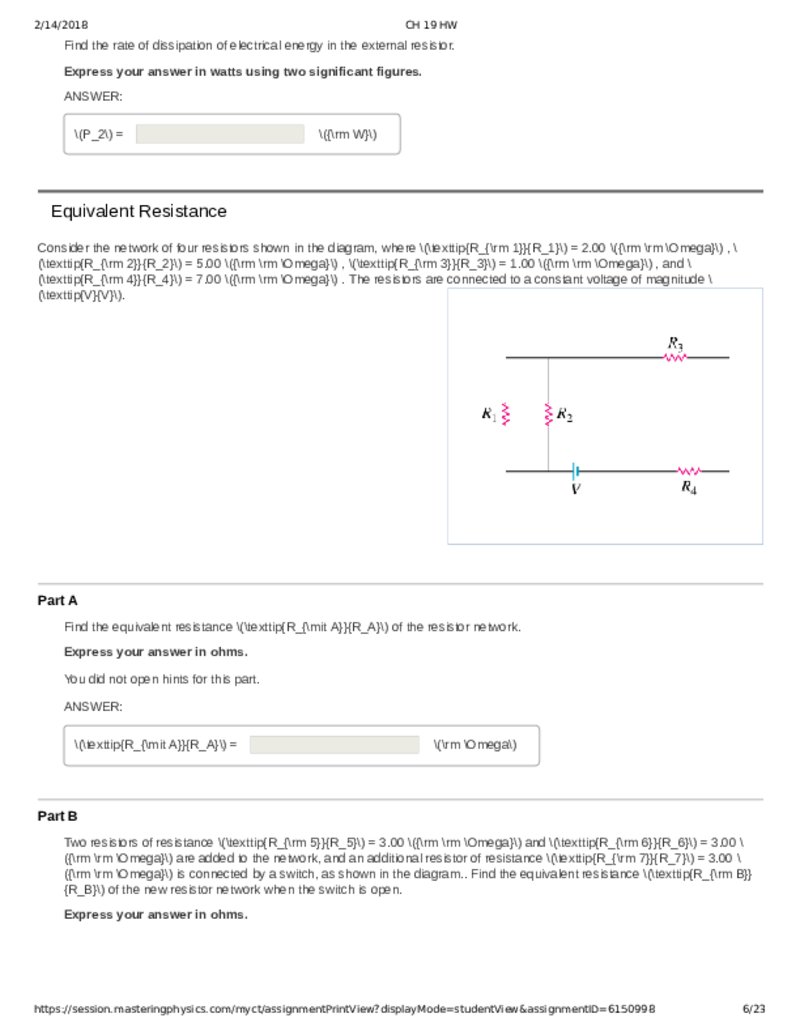 2/14/2018 CH 19 HW
Find the rate of dissipation of electrical energy in the external resistor.
Express your answer in watts using two significant figures.
ANSWER:
\(P_2\) = \({\rm W}\)
Equivalent Resistance
Consider the network of four resistors shown in the diagram, where \(\texttip{R_{\rm 1}}{R_1}\) = 2.00 \({\rm \rm \Omega}\) , \
(\texttip{R_{\rm 2}}{R_2}\) = 5.00 \({\rm \rm \Omega}\) , \(\texttip{R_{\rm 3}}{R_3}\) = 1.00 \({\rm \rm \Omega}\) , and \
(\texttip{R_{\rm 4}}{R_4}\) = 7.00 \({\rm \rm \Omega}\) . The resistors are connected to a constant voltage of magnitude \
(\texttip{V}{V}\).
R3
R1
R2
V
R4
Part A
Find the equivalent resistance \(\texttip{R_{\mit A}}{R_A}\) of the resistor network.
Express your answer in ohms.
You did not open hints for this part.
ANSWER:
\(\texttip{R_{\mit A}}{R_A}\) = \(\rm \Omega\)
Part B
Two resistors of resistance \(\texttip{R_{\rm 5}}{R_5}\) = 3.00 \({\rm \rm \Omega}\) and \(\texttip{R_{\rm 6}}{R_6}\) = 3.00 \
({\rm \rm \Omega}\) are added to the network, and an additional resistor of resistance \(\texttip{R_{\rm 7}}{R_7}\) = 3.00 \
({\rm \rm \Omega}\) is connected by a switch, as shown in the diagram.. Find the equivalent resistance \(\texttip{R_{\rm B}}
{R_B}\) of the new resistor network when the switch is open.
Express your answer in ohms.
https://session.masteringphysics.com/myct/assignmentPrintView?displayMode=studentView&assignmentID=6150998 6/23